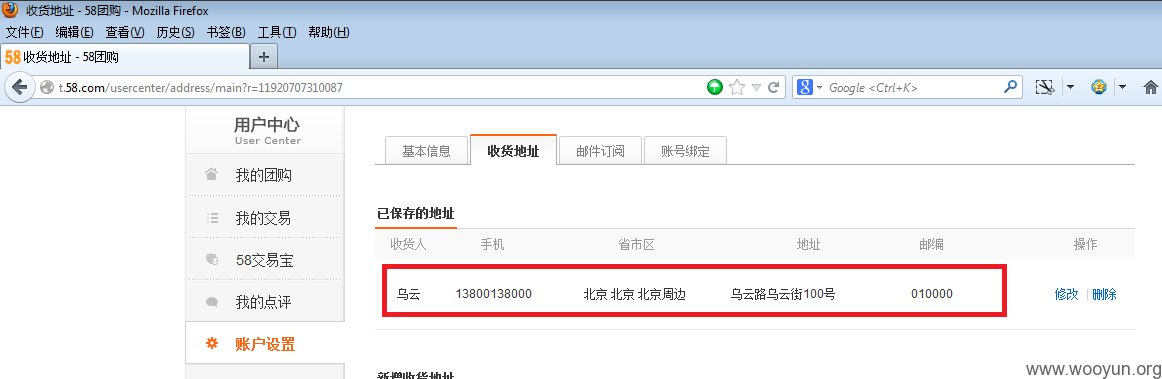 收货地址 - 58团购 - Mozilla Firefox
文件(F) 编辑(E) 查看(V) 历史(S) 书签(B) 工具(T) 帮助(H)
58 收货地址 - 58团购
t.58.com/usercenter/address/main?r=11920707310087
Google <Ctrl+K>
用户中心
User Center
我的团购
我的交易
58交易宝
我的点评
账户设置
基本信息 收货地址 邮件订阅 账号绑定
已保存的地址
收货人 手机 省市区 地址 邮编 操作
乌云 13800138000 北京 北京 北京周边 乌云路乌云街100号 010000 修改 | 删除
新增收货地址
www.wooyun.org